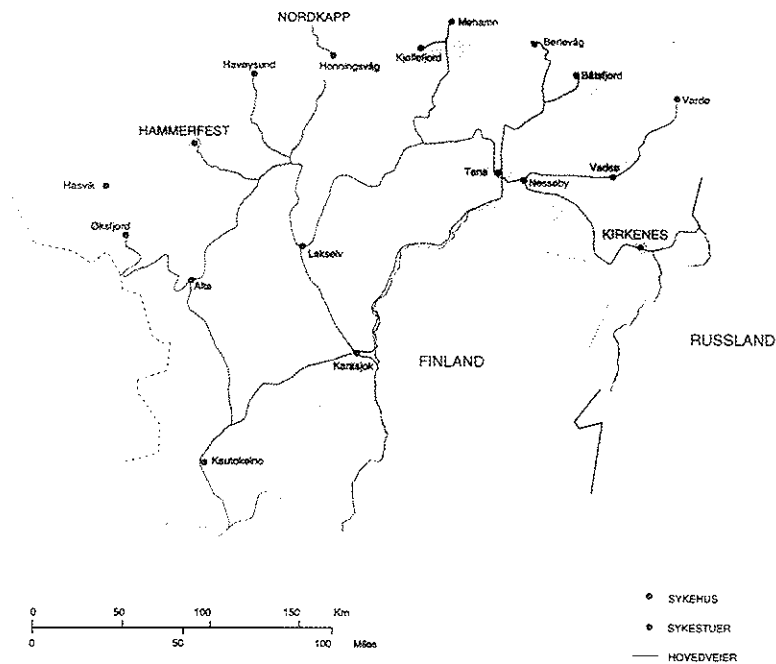 NORDKAPP
Mehamn
Kjøllefjord
Berlevåg
Havøysund
Honningsvåg
Båtsfjord
Vardø
HAMMERFEST
Tana
Vadsø
Nesseby
Hasvik
Øksfjord
KIRKENES
Lakselv
Alta
RUSSLAND
FINLAND
Karasjok
Kautokeino
0 50 100 150 Km
0 50 100 Miles
SYKEHUS
SYKESTUER
HOVEDVEIER